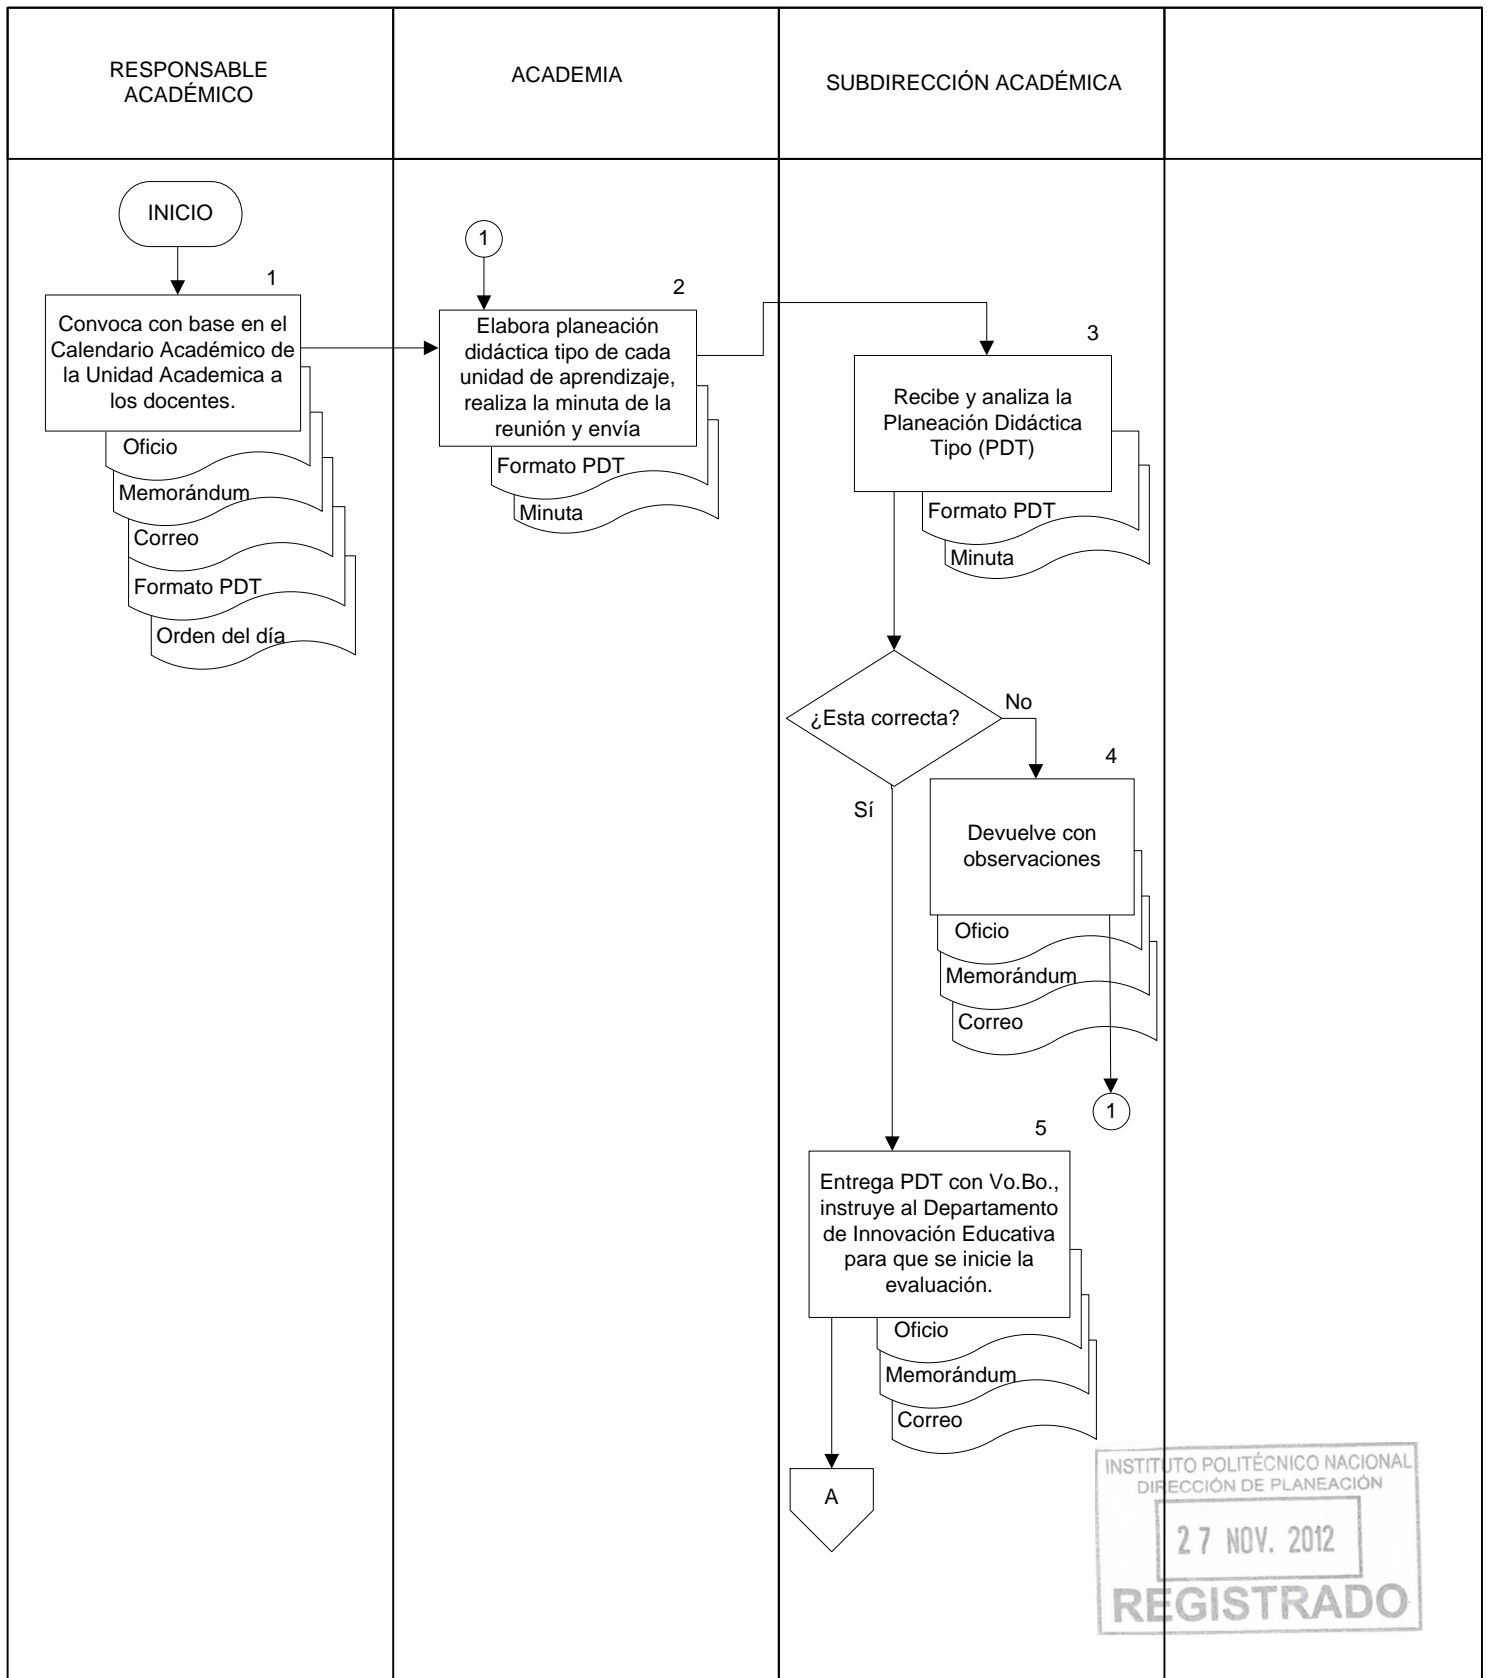 RESPONSABLE
ACADÉMICO
ACADEMIA
SUBDIRECCIÓN ACADÉMICA
INICIO
1
Convoca con base en el
Calendario Académico de
la Unidad Academica a
los docentes.
Oficio
Memorándum
Correo
Formato PDT
Orden del día
1
2
Elabora planeación
didáctica tipo de cada
unidad de aprendizaje,
realiza la minuta de la
reunión y envía
Formato PDT
Minuta
3
Recibe y analiza la
Planeación Didáctica
Tipo (PDT)
Formato PDT
Minuta
¿Esta correcta?
No
Sí
4
Devuelve con
observaciones
Oficio
Memorándum
Correo
1
5
Entrega PDT con Vo.Bo.,
instruye al Departamento
de Innovación Educativa
para que se inicie la
evaluación.
Oficio
Memorándum
Correo
A
INSTITUTO POLITÉCNICO NACIONAL
DIRECCIÓN DE PLANEACIÓN
27 NOV. 2012
REGISTRADO